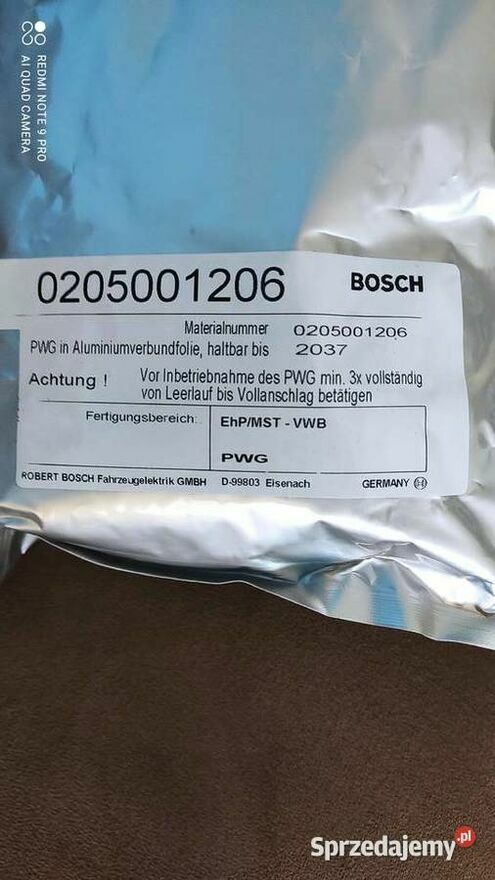 REDMI NOTE 9 PRO
AI QUAD CAMERA
0205001206 BOSCH
Materialnummer 0205001206
PWG in Aluminiumverbundfolie, haltbar bis 2037
Achtung ! Vor Inbetriebnahme des PWG min. 3x vollständig
von Leerlauf bis Vollanschlag betätigen
Fertigungsbereich: EhP/MST - VWB
PWG
ROBERT BOSCH Fahrzeugelektrik GMBH D-99803 Eisenach GERMANY
Sprzedajemy.pl